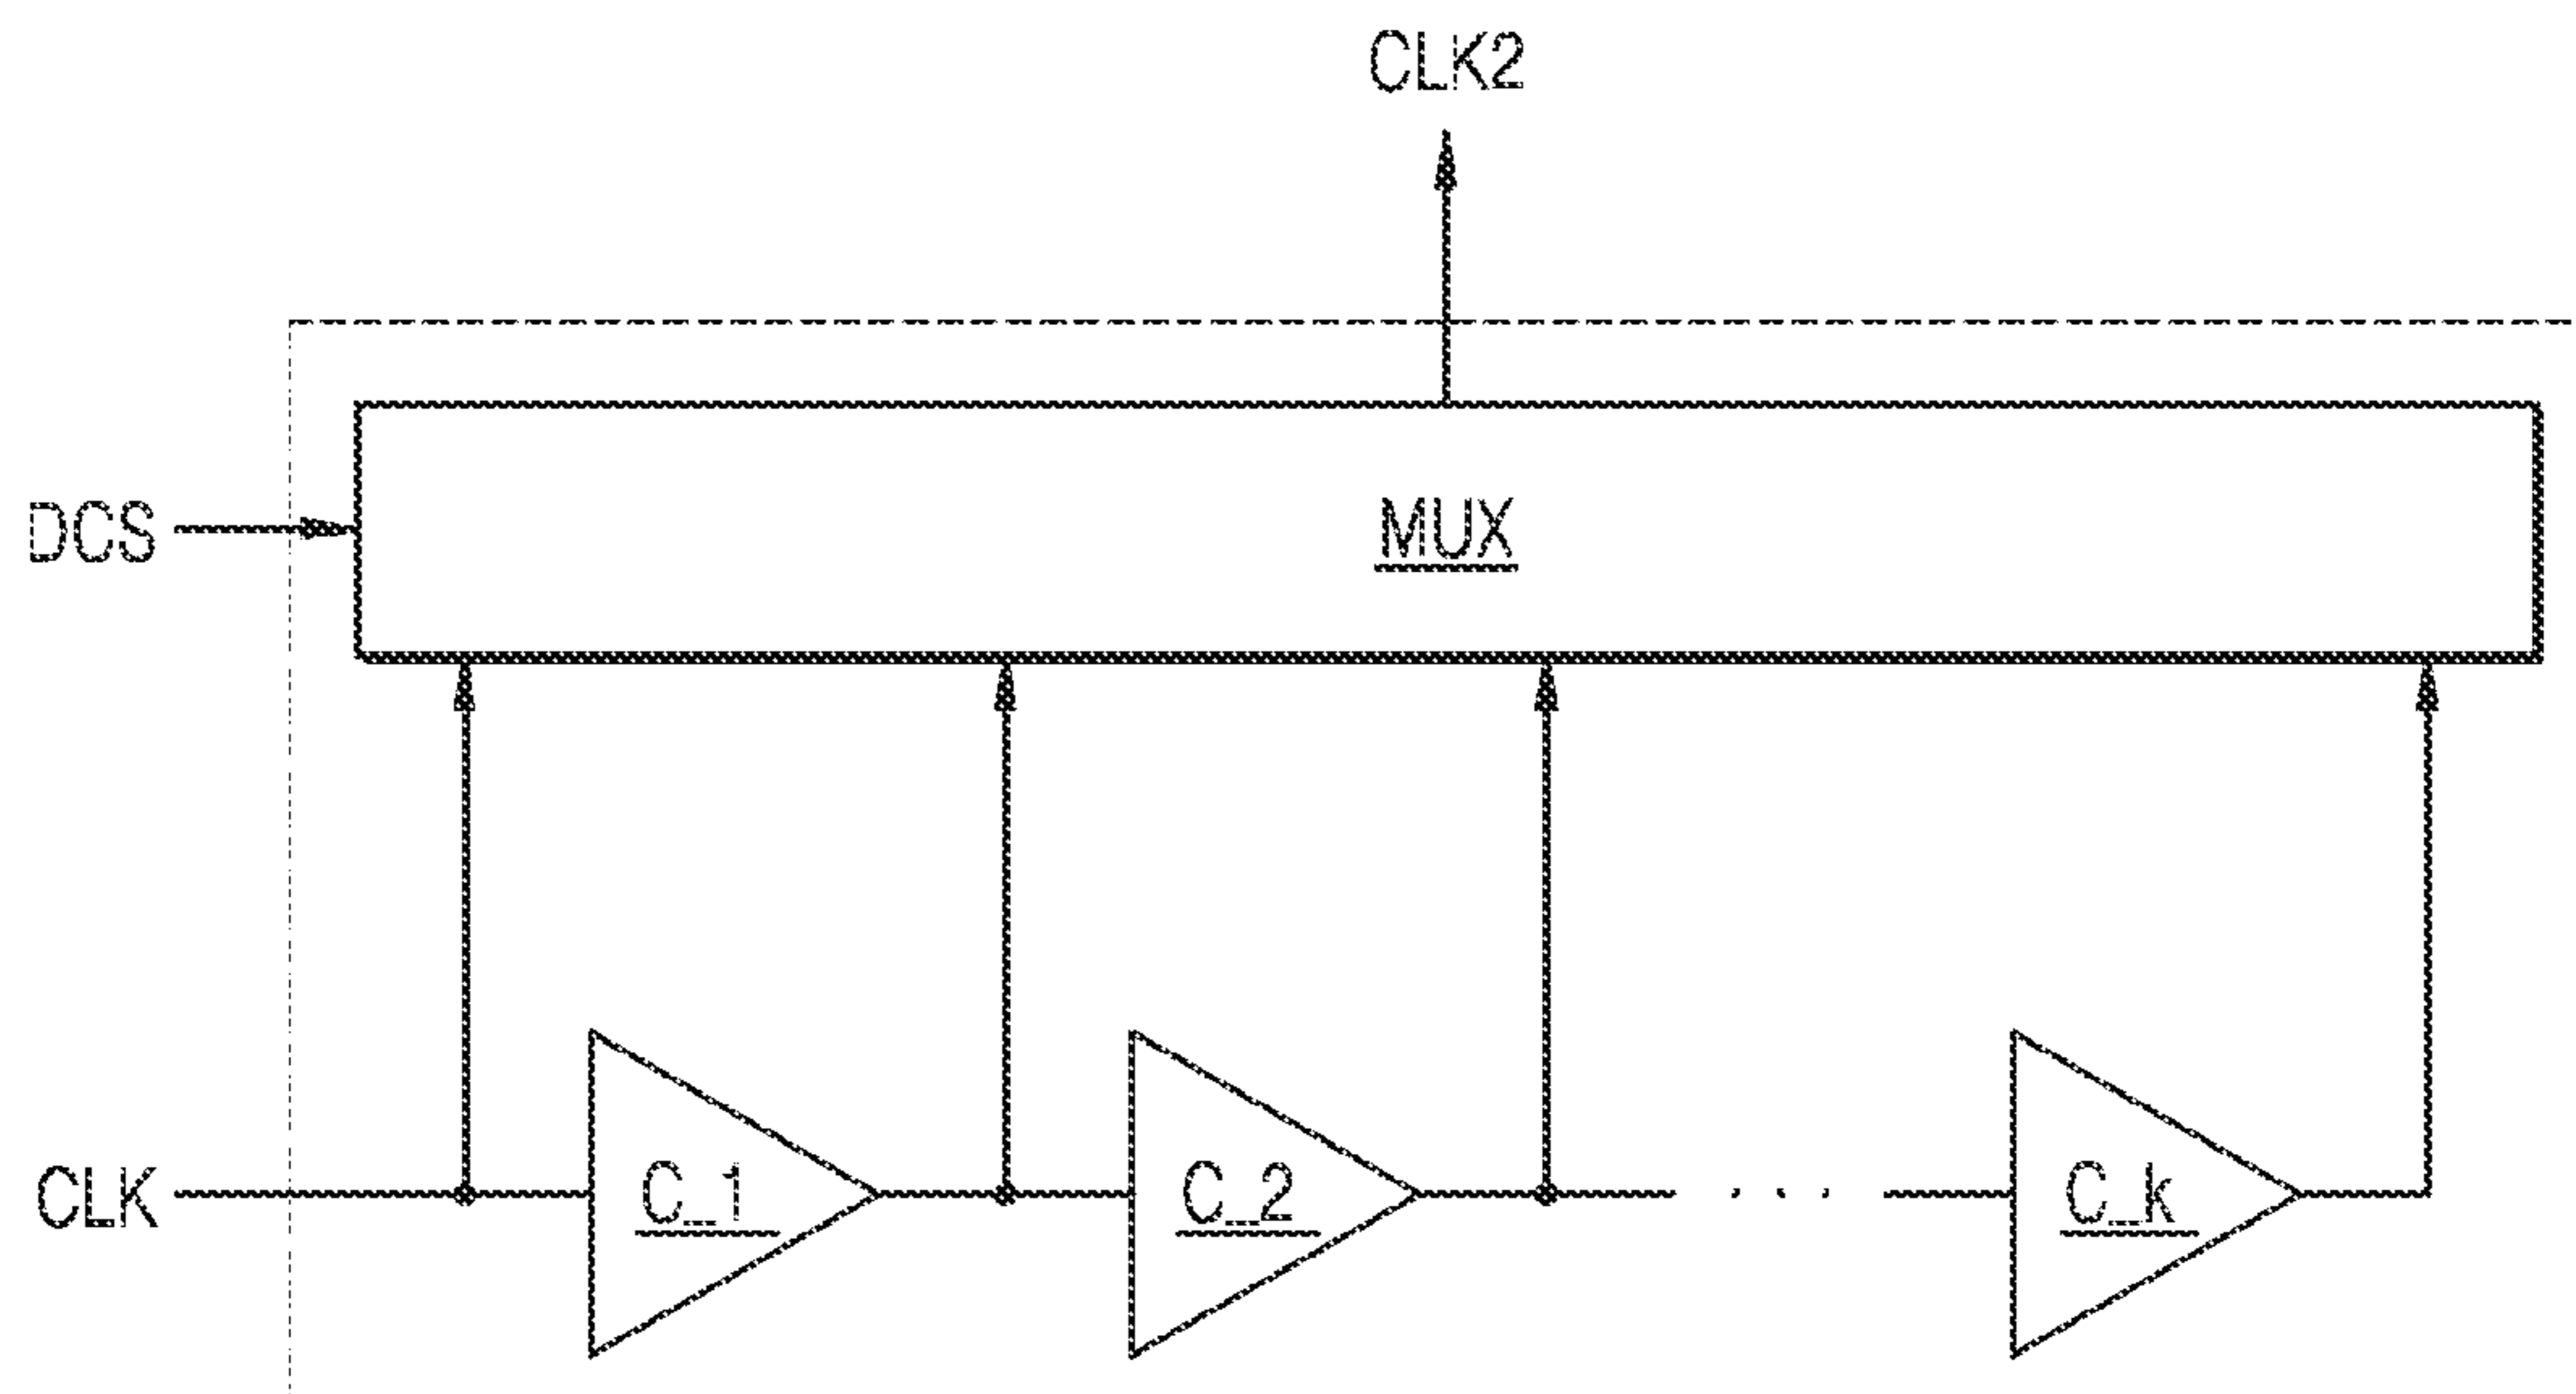 CLK2
DCS
MUX
CLK
C_1
C_2
. . .
C_k